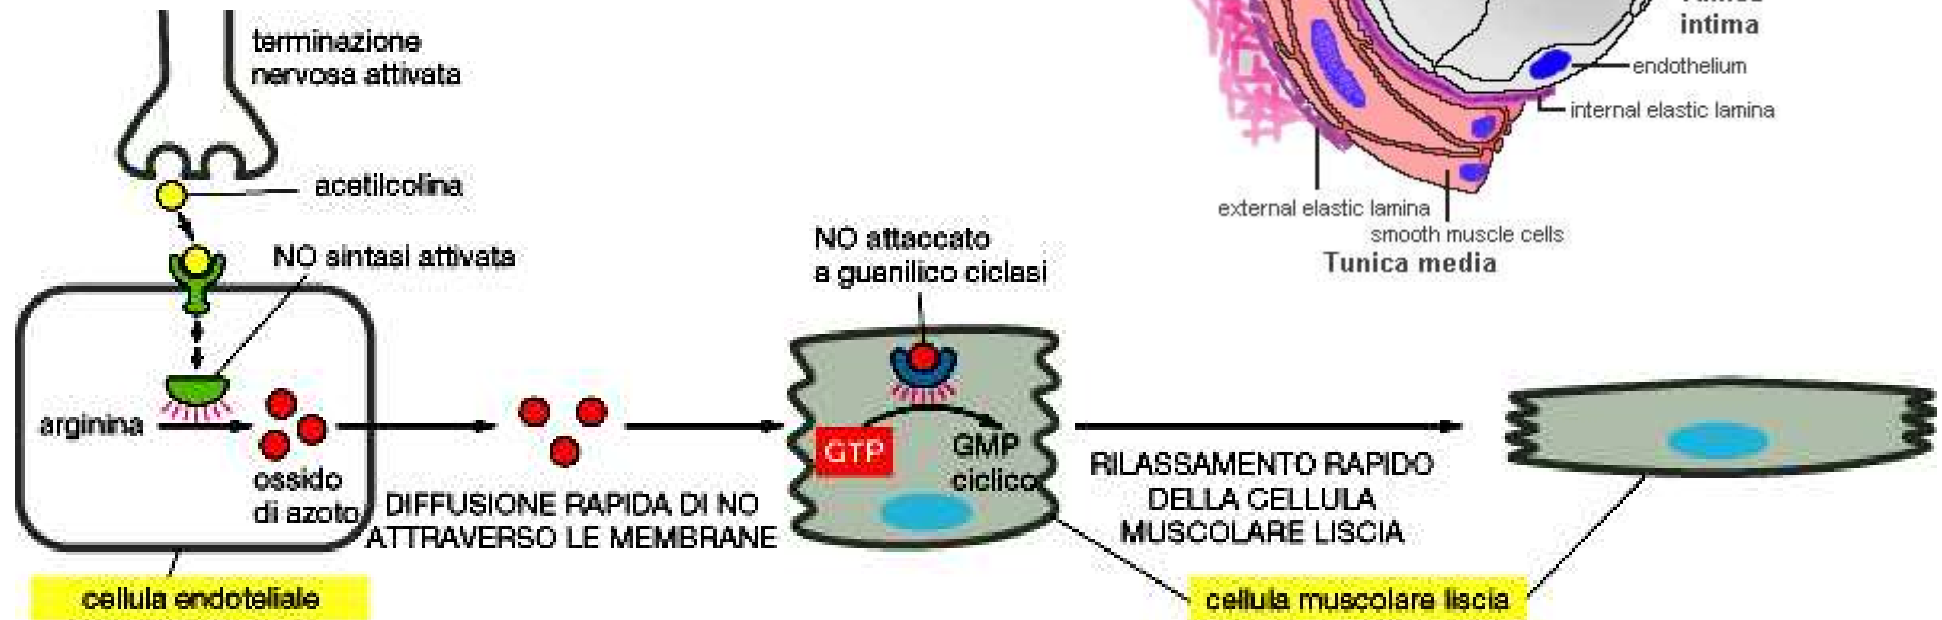 terminazione
nervosa attivata
acetilcolina
NO sintasi attivata
arginina
ossido
di azoto
cellula endoteliale
DIFFUSIONE RAPIDA DI NO
ATTRAVERSO LE MEMBRANE
NO attaccato
a guanilico ciclasi
GTP
GMP
ciclico
RILASSAMENTO RAPIDO
DELLA CELLULA
MUSCOLARE LISCIA
cellula muscolare liscia
intima
endothelium
internal elastic lamina
external elastic lamina
smooth muscle cells
Tunica media